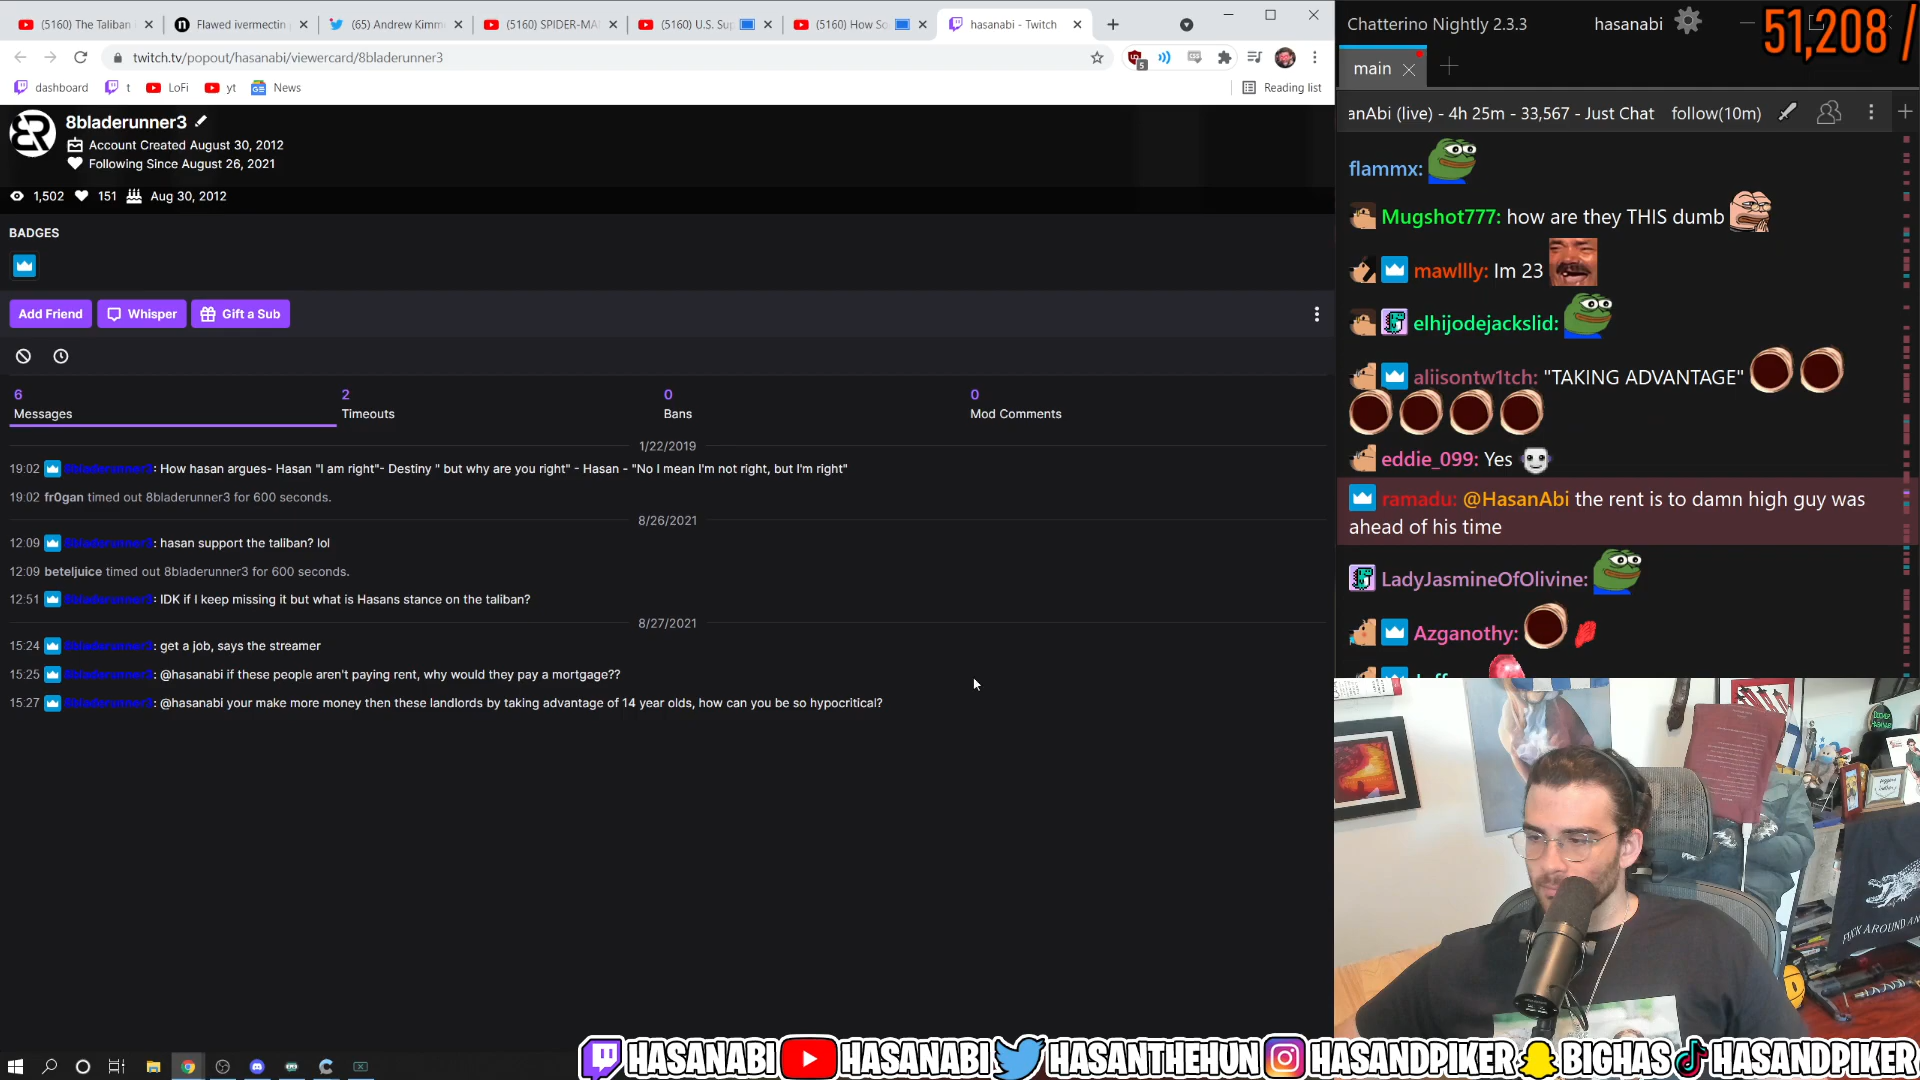 (5160) The Taliban
Flawed ivermectin
(65) Andrew Kimm
(5160) SPIDER-MA
(5160) U.S. Sup
(5160) How So
hasanabi - Twitch
twitch.tv/popout/hasanabi/viewercard/8bladerunner3
5
dashboard
t
LoFi
yt
News
Reading list
8bladerunner3
Account Created August 30, 2012
Following Since August 26, 2021
1,502 151 Aug 30, 2012
BADGES
Add Friend
Whisper
Gift a Sub
6 2 0 0
Messages Timeouts Bans Mod Comments
1/22/2019
19:02 8bladerunner3: How hasan argues- Hasan "I am right"- Destiny " but why are you right" - Hasan - "No I mean I'm not right, but I'm right"
19:02 fr0gan timed out 8bladerunner3 for 600 seconds.
8/26/2021
12:09 8bladerunner3: hasan support the taliban? lol
12:09 beteljuice timed out 8bladerunner3 for 600 seconds.
12:51 8bladerunner3: IDK if I keep missing it but what is Hasans stance on the taliban?
8/27/2021
15:24 8bladerunner3: get a job, says the streamer
15:25 8bladerunner3: @hasanabi if these people aren't paying rent, why would they pay a mortgage??
15:27 8bladerunner3: @hasanabi your make more money then these landlords by taking advantage of 14 year olds, how can you be so hypocritical?
Chatterino Nightly 2.3.3
hasanabi
51,208 /
main
anAbi (live) - 4h 25m - 33,567 - Just Chat follow(10m)
flammx:
Mugshot777: how are they THIS dumb
mawllly: Im 23
elhijodejackslid:
aliisontw1tch: "TAKING ADVANTAGE"
eddie_099: Yes
ramadu: @HasanAbi the rent is to damn high guy was
ahead of his time
LadyJasmineOfOlivine:
Azganothy:
FUCK AROUND AN
HASANABI HASANABI HASANTHEHUN HASANDPIKER BIGHAS HASANDPIKER